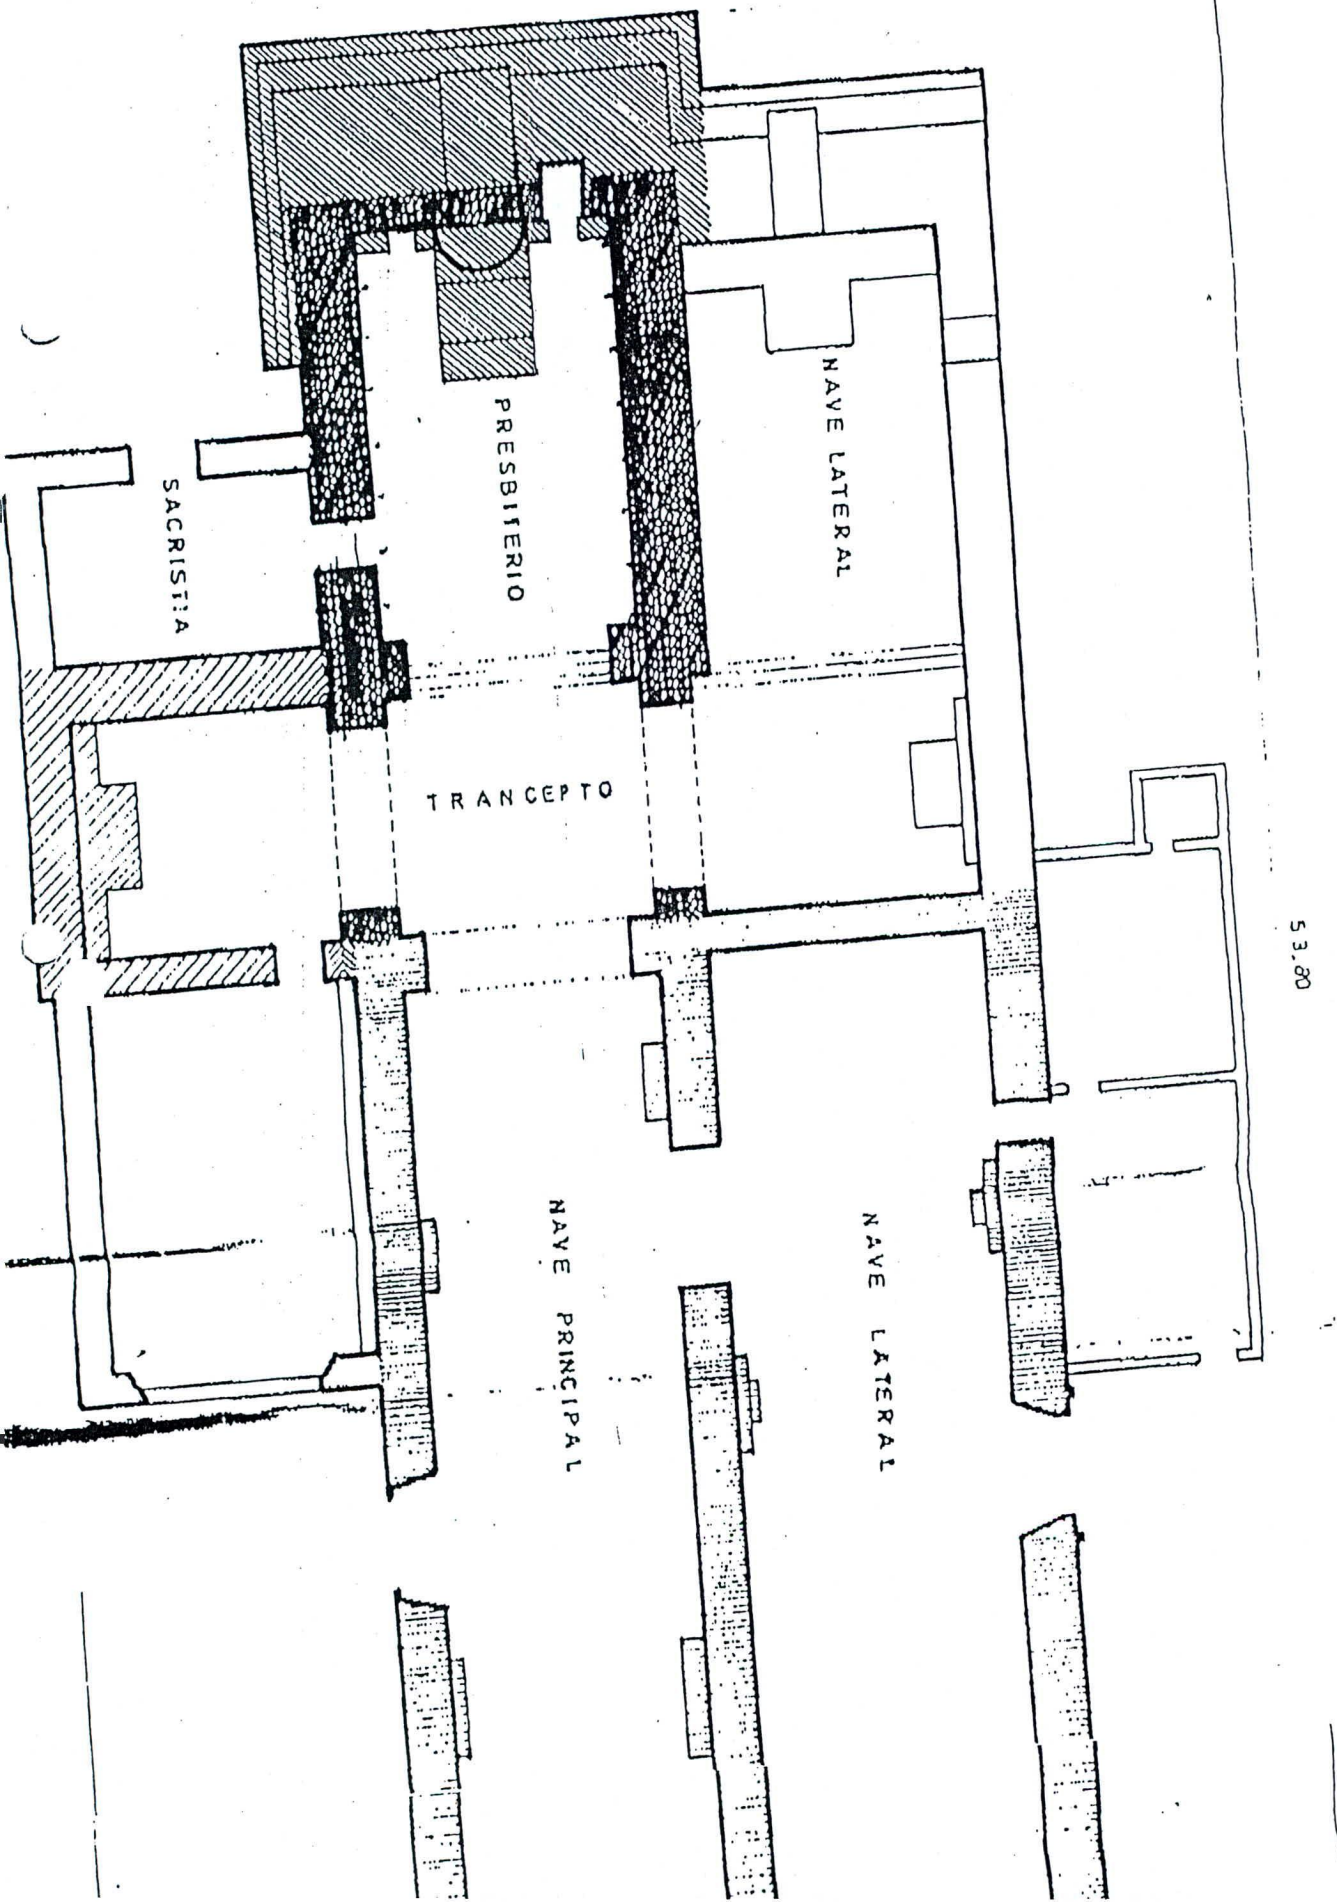 NAVE LATERAL
PRESBITERIO
SACRISTIA
TRANCEPTO
53.80
NAVE PRINCIPAL
NAVE LATERAL